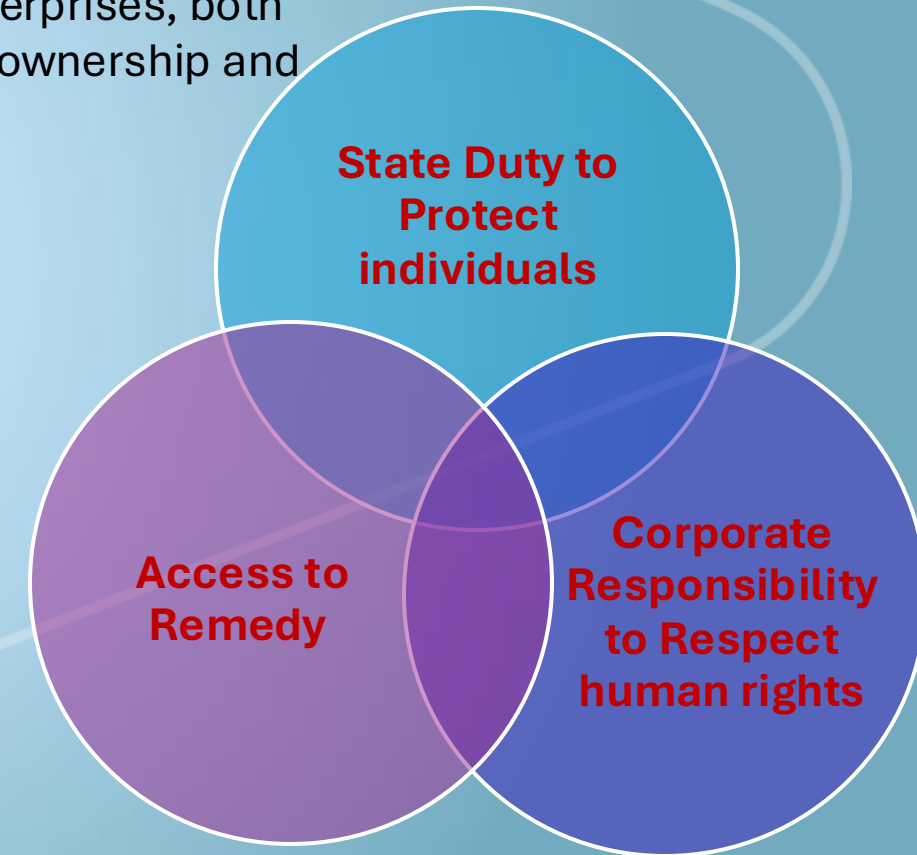 erprises, both
ownership and
State Duty to
Protect
individuals
Access to
Remedy
Corporate
Responsibility
to Respect
human rights